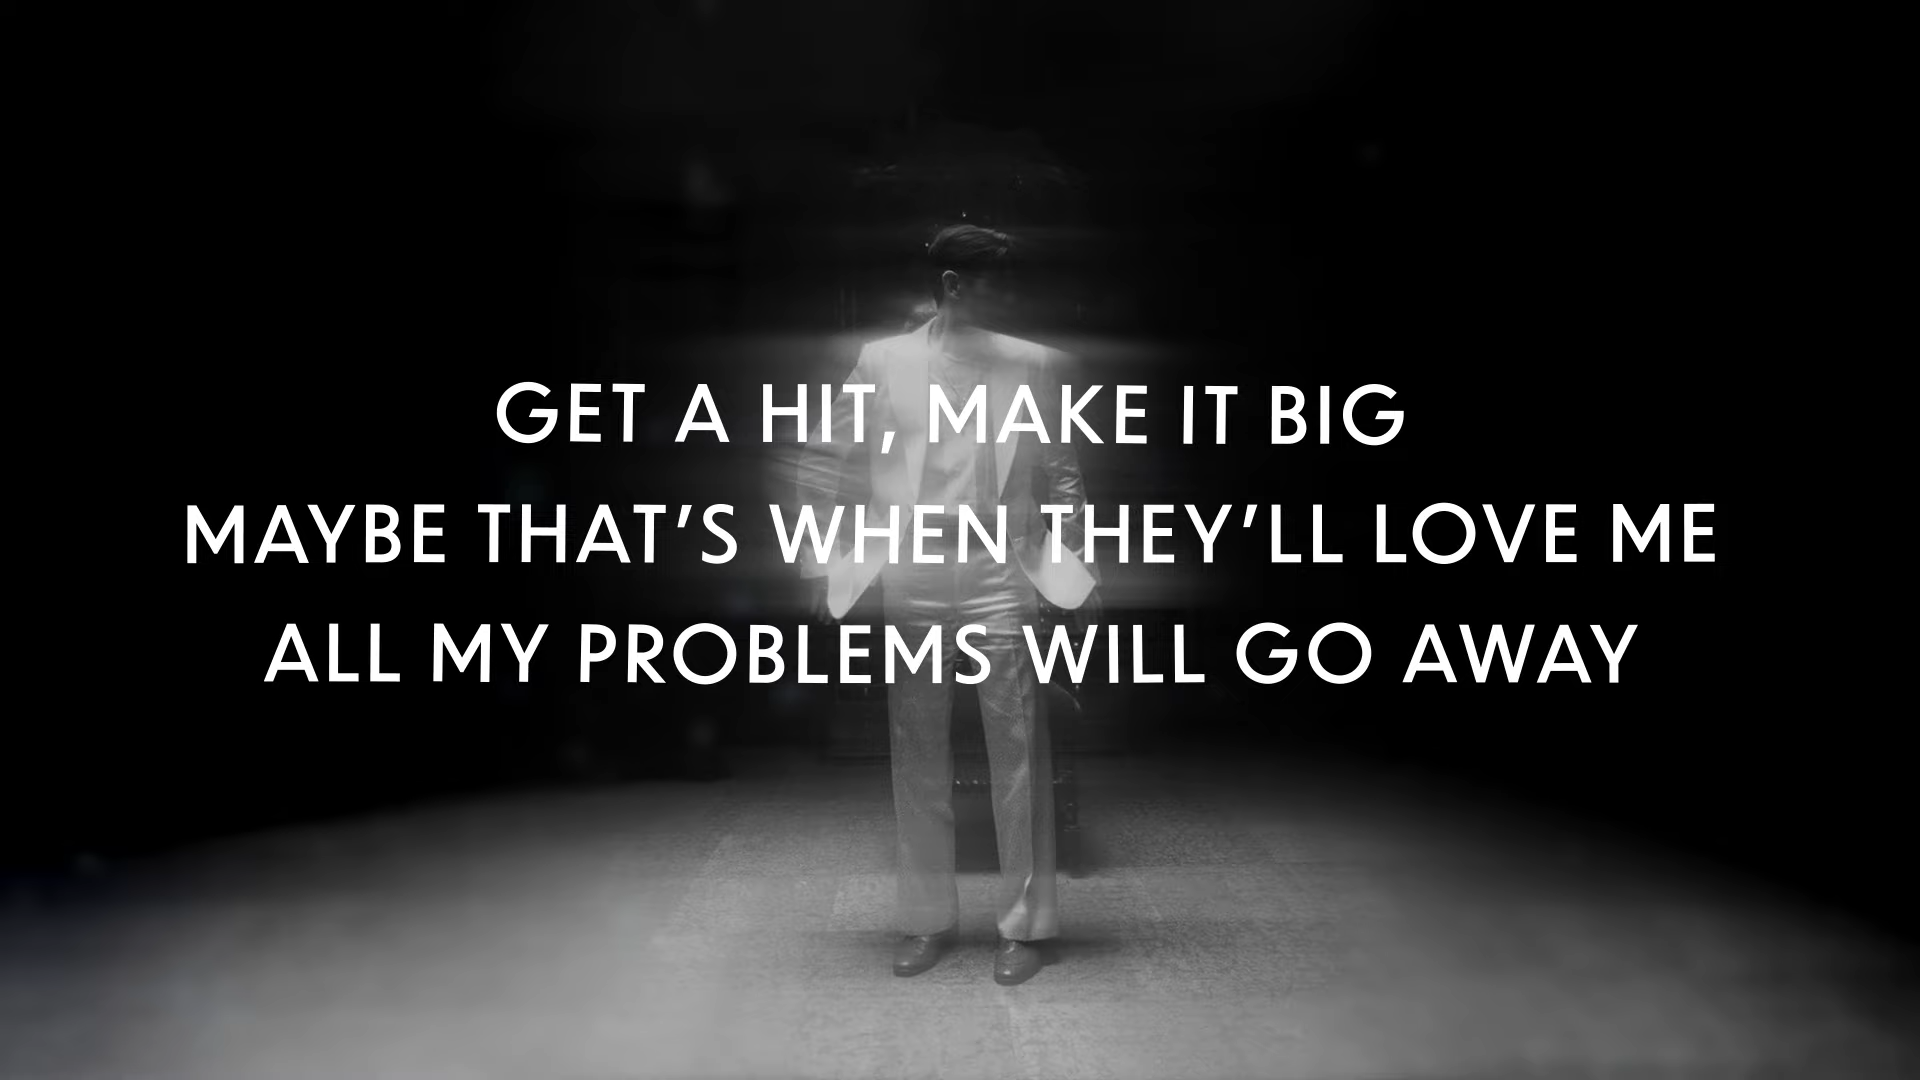 GET A HIT, MAKE IT BIG
MAYBE THAT’S WHEN THEY’LL LOVE ME
ALL MY PROBLEMS WILL GO AWAY